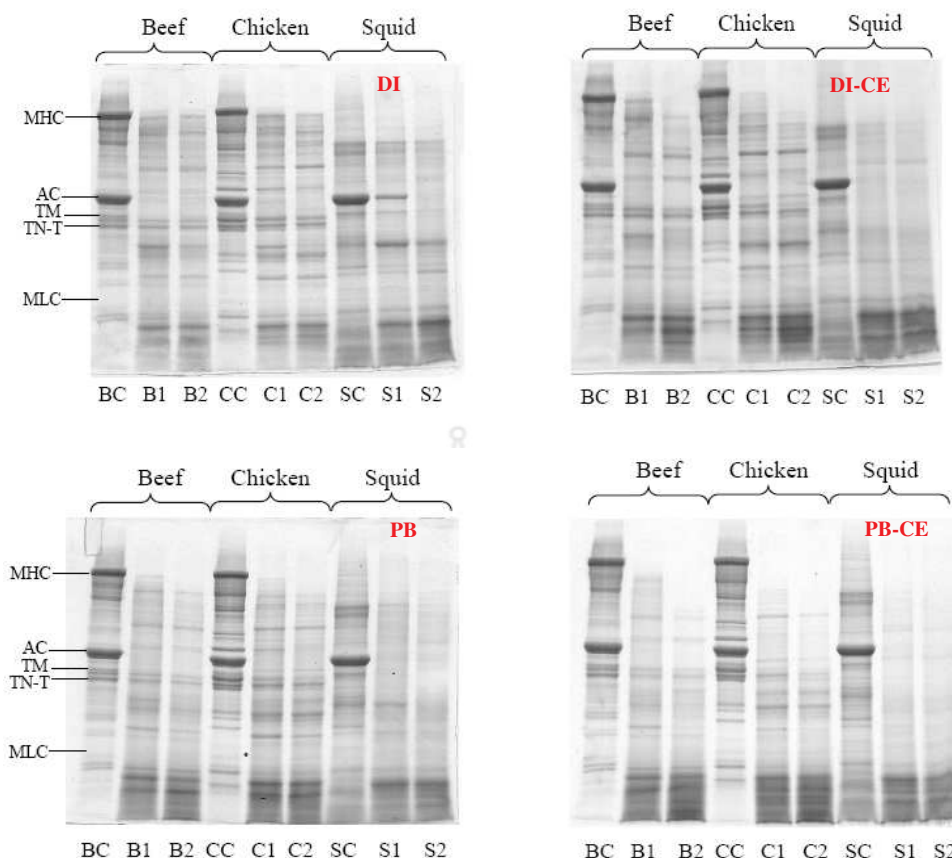 Beef Chicken Squid
DI
MHC
AC
TM
TN-T
MLC
BC B1 B2 CC C1 C2 SC S1 S2
Beef Chicken Squid
DI-CE
BC B1 B2 CC C1 C2 SC S1 S2
Beef Chicken Squid
PB
MHC
AC
TM
TN-T
MLC
BC B1 B2 CC C1 C2 SC S1 S2
Beef Chicken Squid
PB-CE
BC B1 B2 CC C1 C2 SC S1 S2